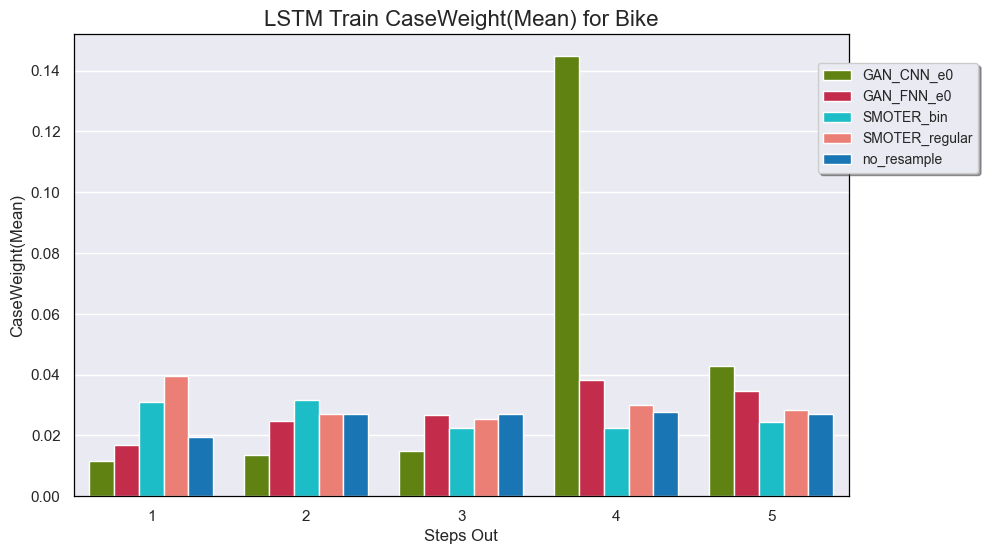 LSTM Train CaseWeight(Mean) for Bike
GAN_CNN_e0
GAN_FNN_e0
SMOTER_bin
SMOTER_regular
no_resample
CaseWeight(Mean)
0.14
0.12
0.10
0.08
0.06
0.04
0.02
0.00
1 2 3 4 5
Steps Out